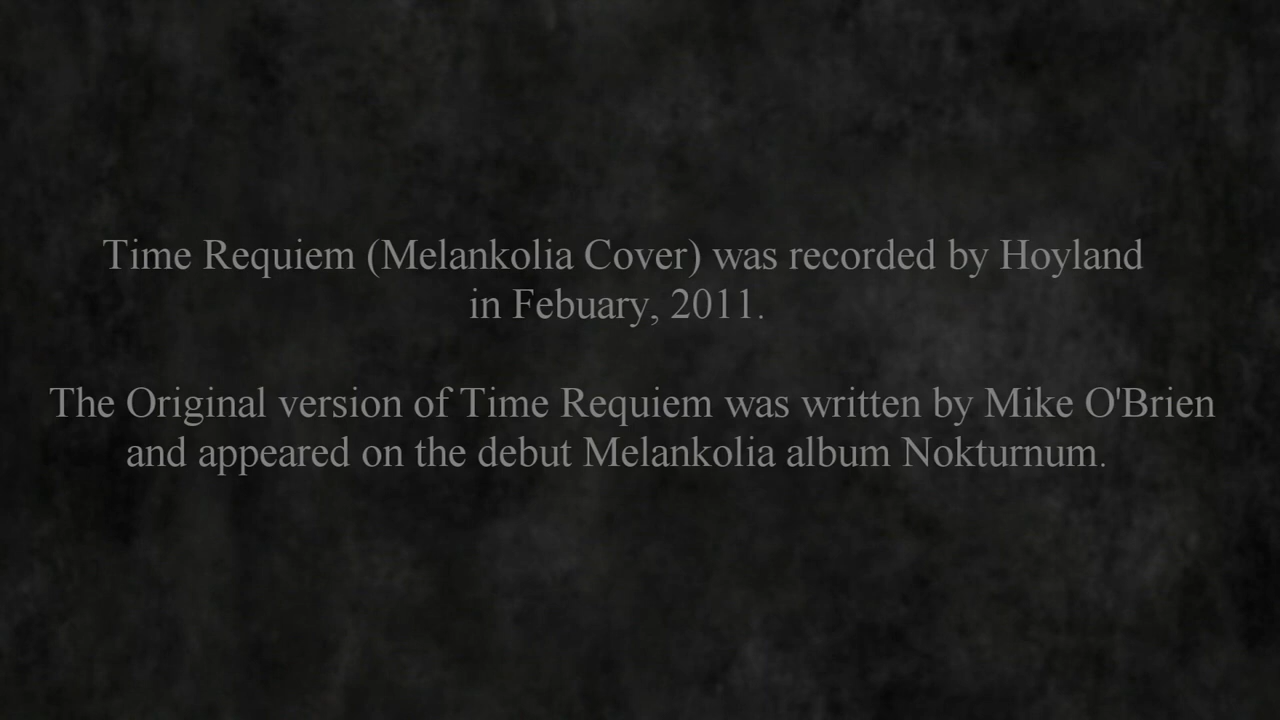 Time Requiem (Melankolia Cover) was recorded by Hoyland
in Febuary, 2011.
The Original version of Time Requiem was written by Mike O'Brien
and appeared on the debut Melankolia album Nokturnum.